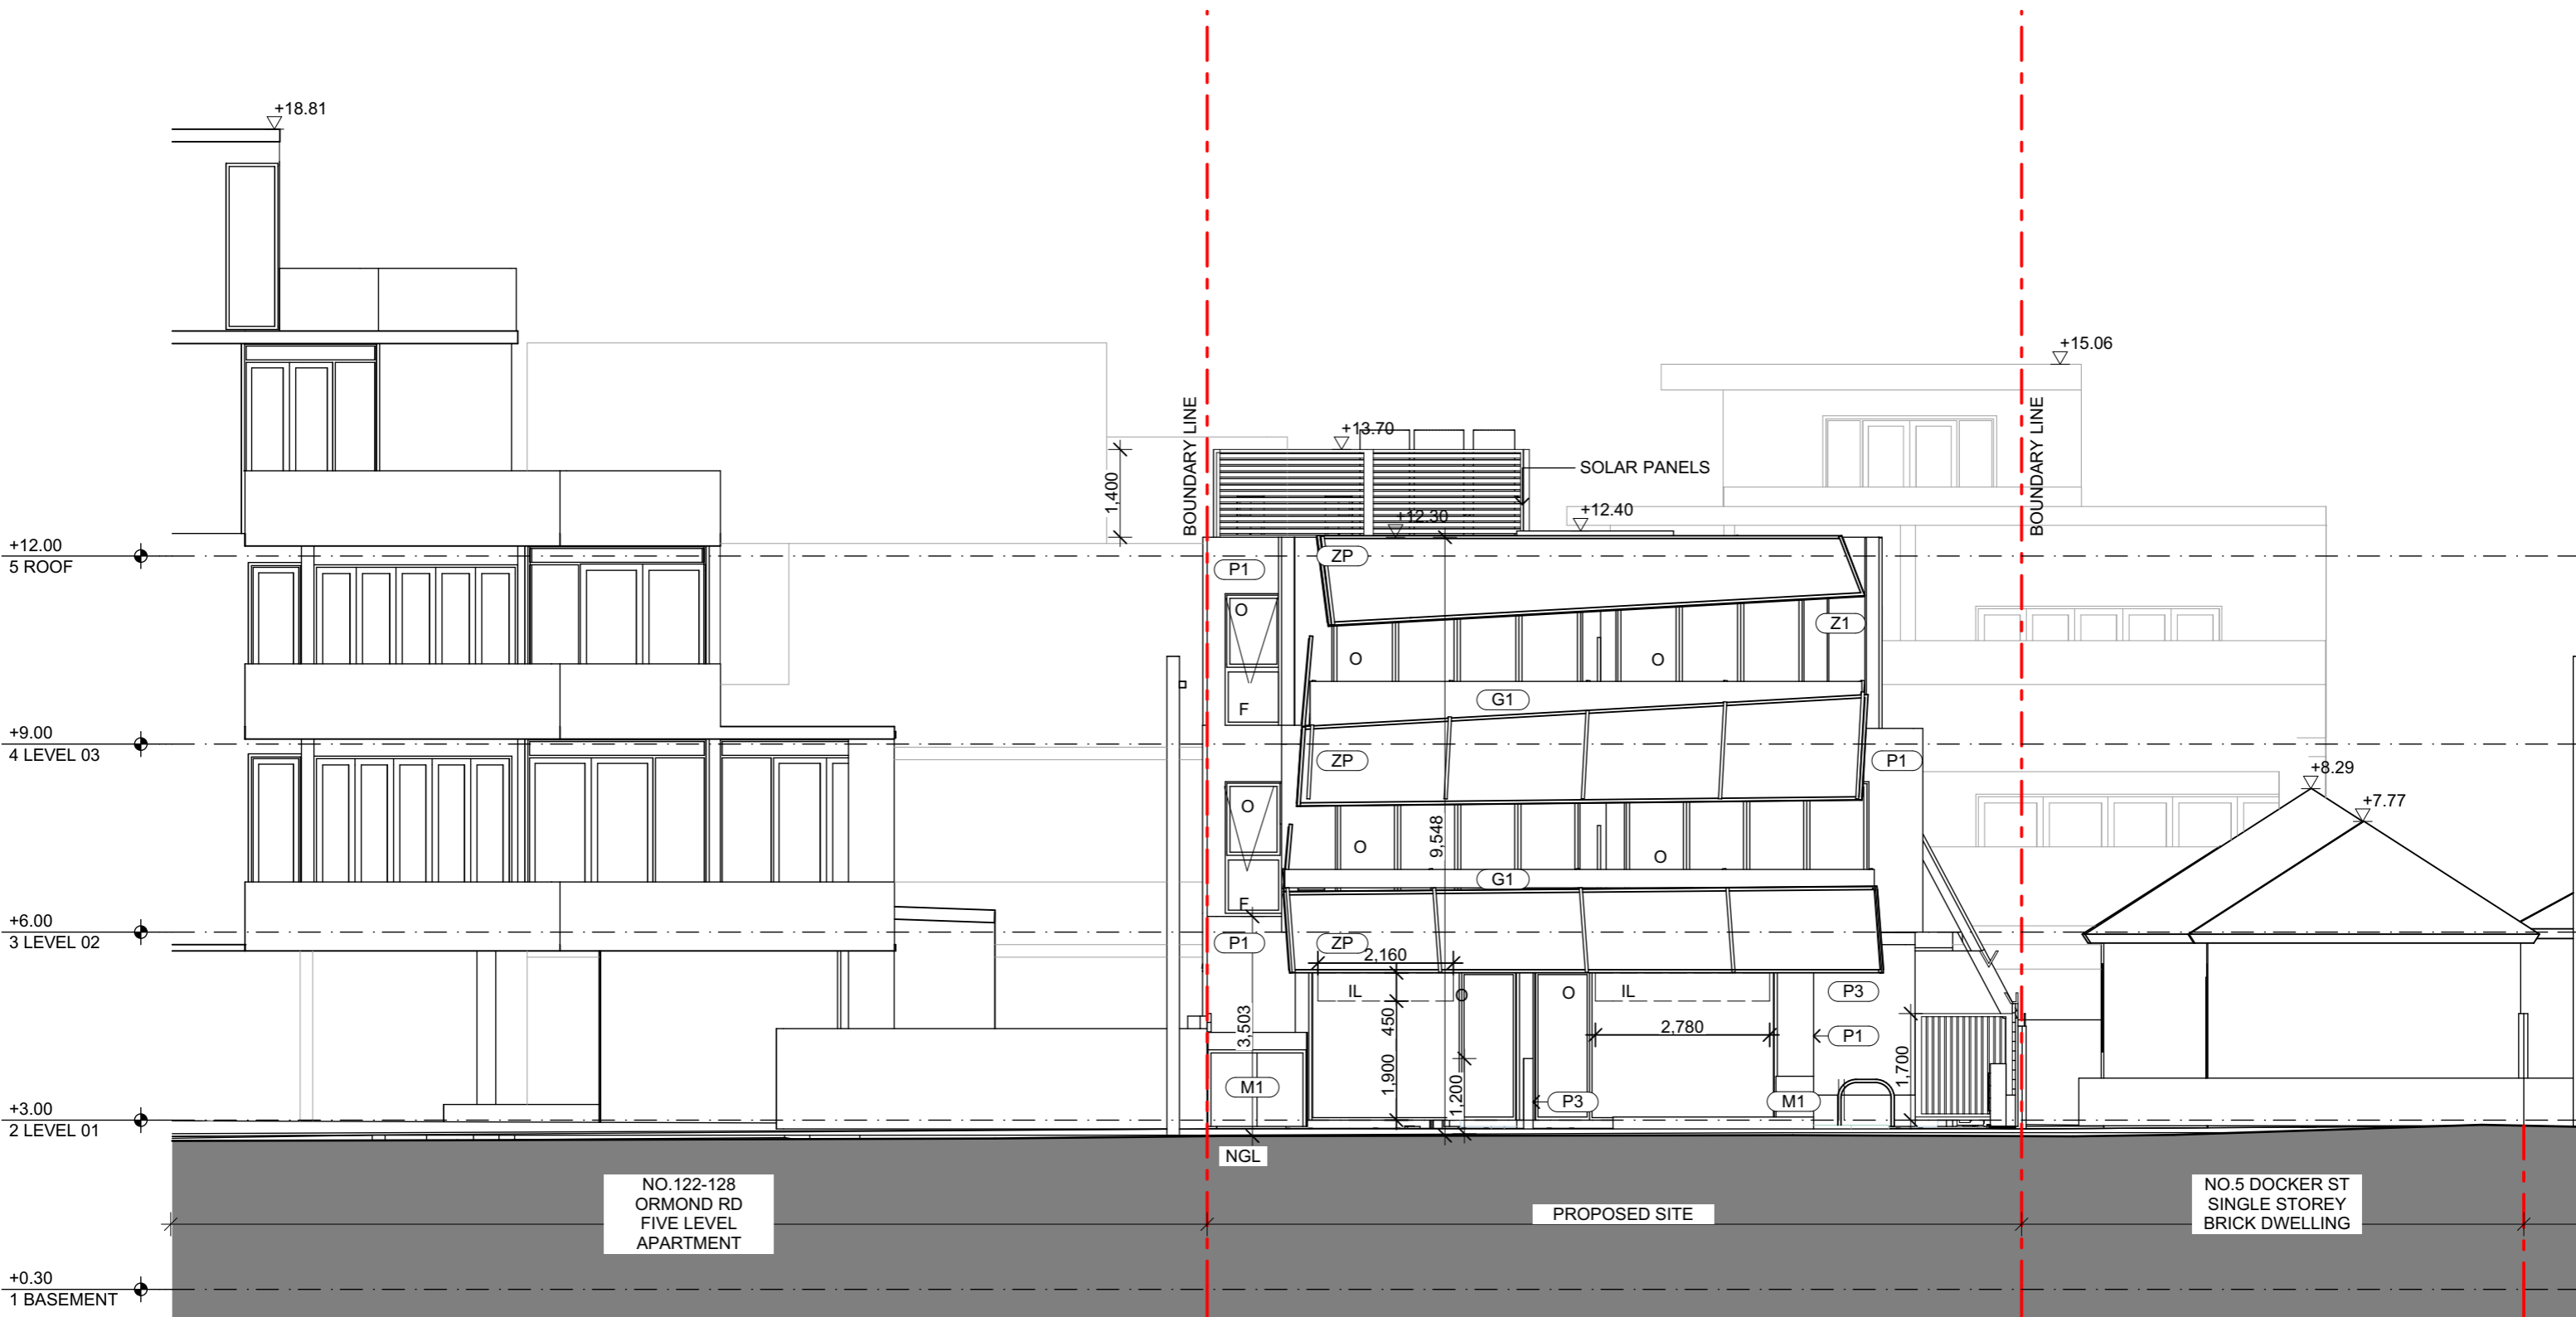 +18.81
+15.06
BOUNDARY LINE
BOUNDARY LINE
+13.70
1,400
SOLAR PANELS
+12.30
+12.40
+12.00
5 ROOF
P1
ZP
O
Z1
O
O
G1
F
+9.00
4 LEVEL 03
ZP
P1
+8.29
+7.77
O
9,548
O
O
G1
F
+6.00
3 LEVEL 02
P1
ZP
2,160
IL
O
O
IL
P3
3,503
450
2,780
P1
1,900
1,200
1,700
M1
P3
M1
+3.00
2 LEVEL 01
NGL
NO.122-128
ORMOND RD
FIVE LEVEL
APARTMENT
PROPOSED SITE
NO.5 DOCKER ST
SINGLE STOREY
BRICK DWELLING
+0.30
1 BASEMENT